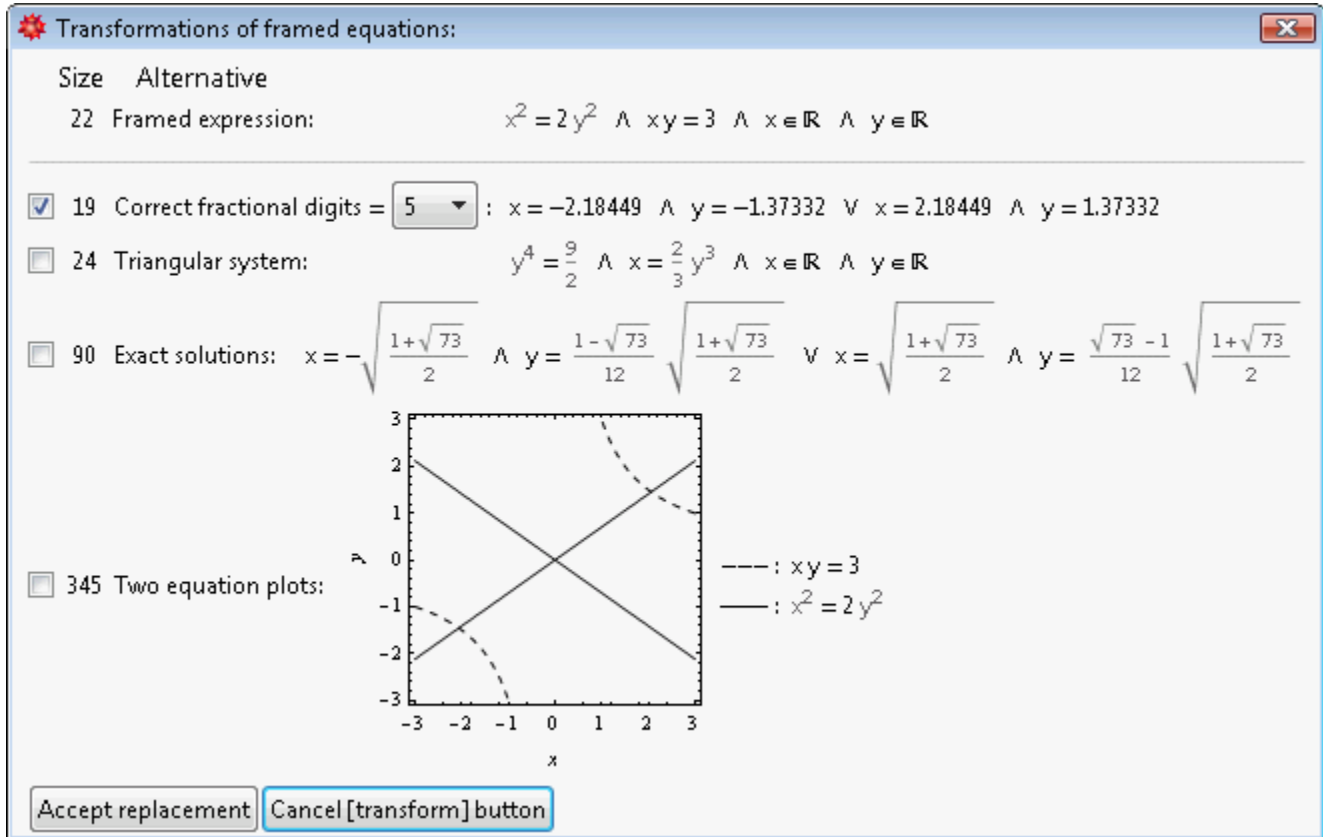 Transformations of framed equations:
Size Alternative
22 Framed expression: x² = 2 y² ∧ x y = 3 ∧ x ∈ ℝ ∧ y ∈ ℝ
19 Correct fractional digits = 5 : x = −2.18449 ∧ y = −1.37332 ∨ x = 2.18449 ∧ y = 1.37332
24 Triangular system: y⁴ = 9/2 ∧ x = 2/3 y³ ∧ x ∈ ℝ ∧ y ∈ ℝ
90 Exact solutions: x = −√((1+√73)/2) ∧ y = (1−√73)/12 √((1+√73)/2) ∨ x = √((1+√73)/2) ∧ y = (√73 −1)/12 √((1+√73)/2)
3
2
1
y 0
−1
−2
−3
345 Two equation plots:
−−−: x y = 3
——: x² = 2 y²
−3 −2 −1 0 1 2 3
x
Accept replacement Cancel [transform] button